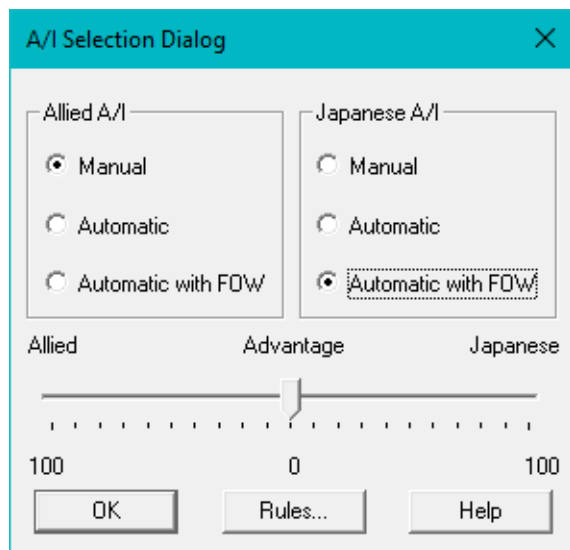 A/I Selection Dialog
Allied A/I
Manual
Automatic
Automatic with FOW
Japanese A/I
Manual
Automatic
Automatic with FOW
Allied Advantage Japanese
100 0 100
OK Rules... Help